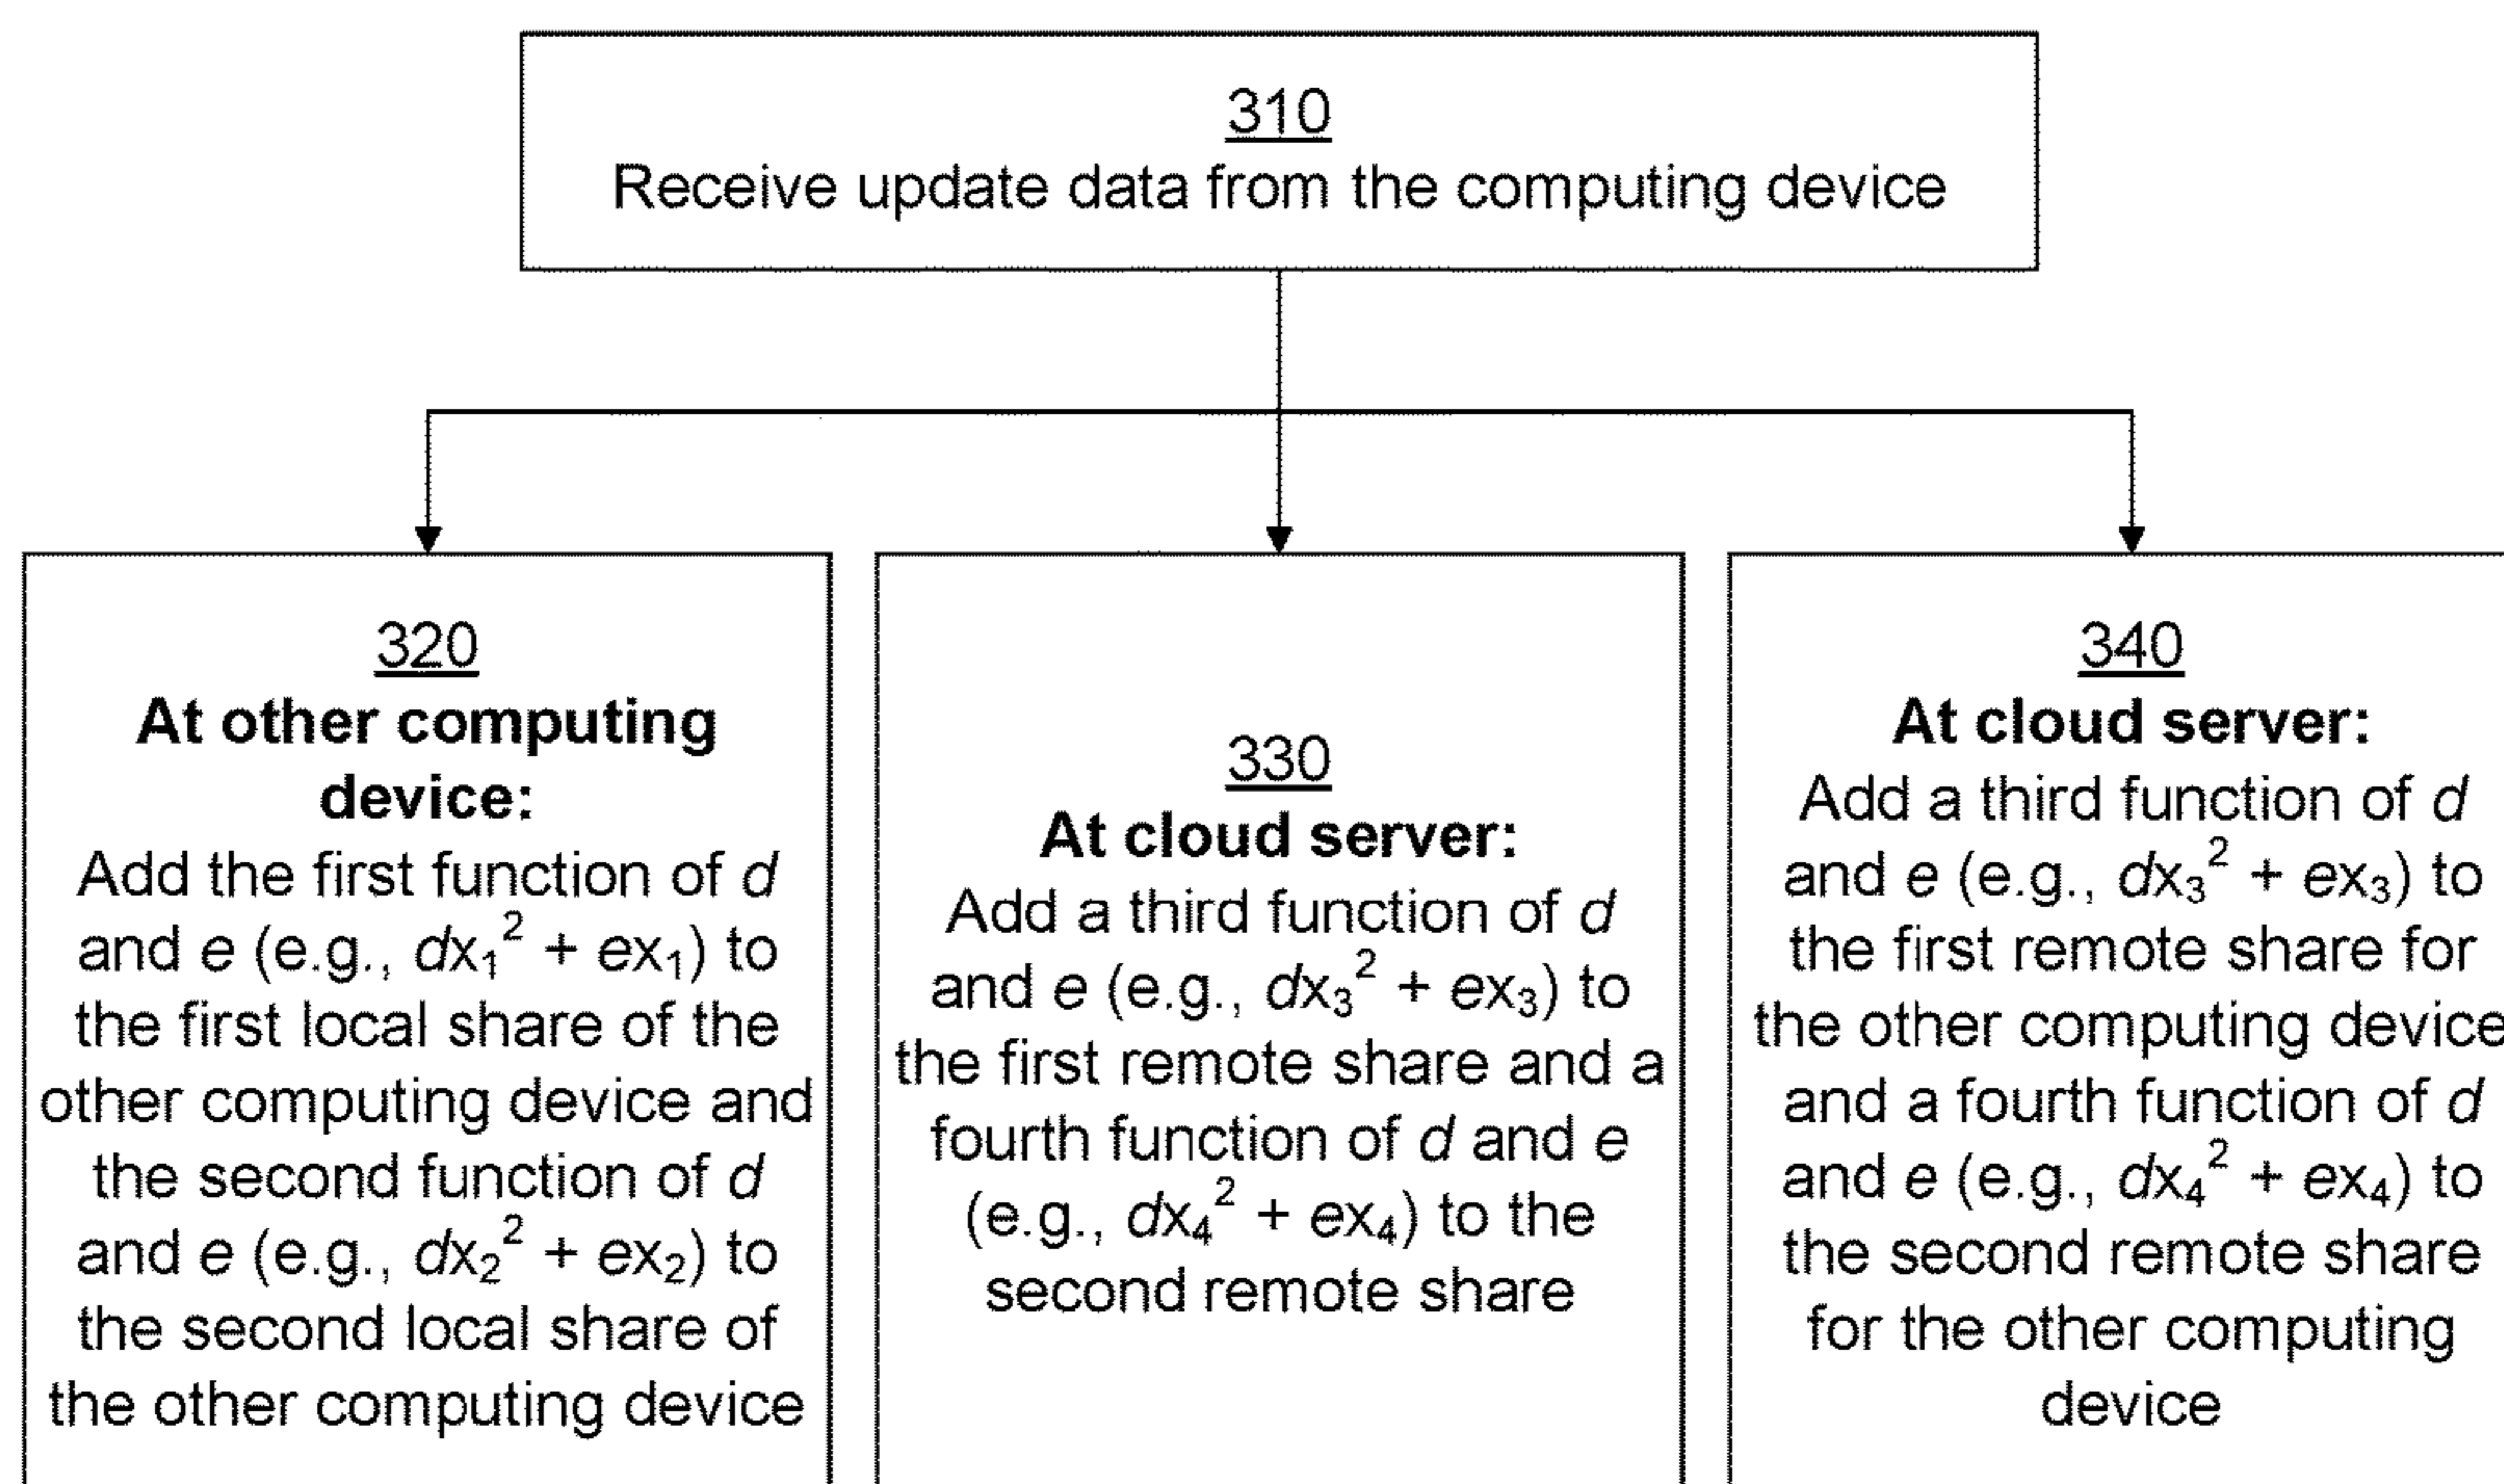 310
Receive update data from the computing device
320
At other computing
device:
Add the first function of d
and e (e.g., dx₁² + ex₁) to
the first local share of the
other computing device and
the second function of d
and e (e.g., dx₂² + ex₂) to
the second local share of
the other computing device
330
At cloud server:
Add a third function of d
and e (e.g., dx₃² + ex₃) to
the first remote share and a
fourth function of d and e
(e.g., dx₄² + ex₄) to the
second remote share
340
At cloud server:
Add a third function of d
and e (e.g., dx₃² + ex₃) to
the first remote share for
the other computing device
and a fourth function of d
and e (e.g., dx₄² + ex₄) to
the second remote share
for the other computing
device